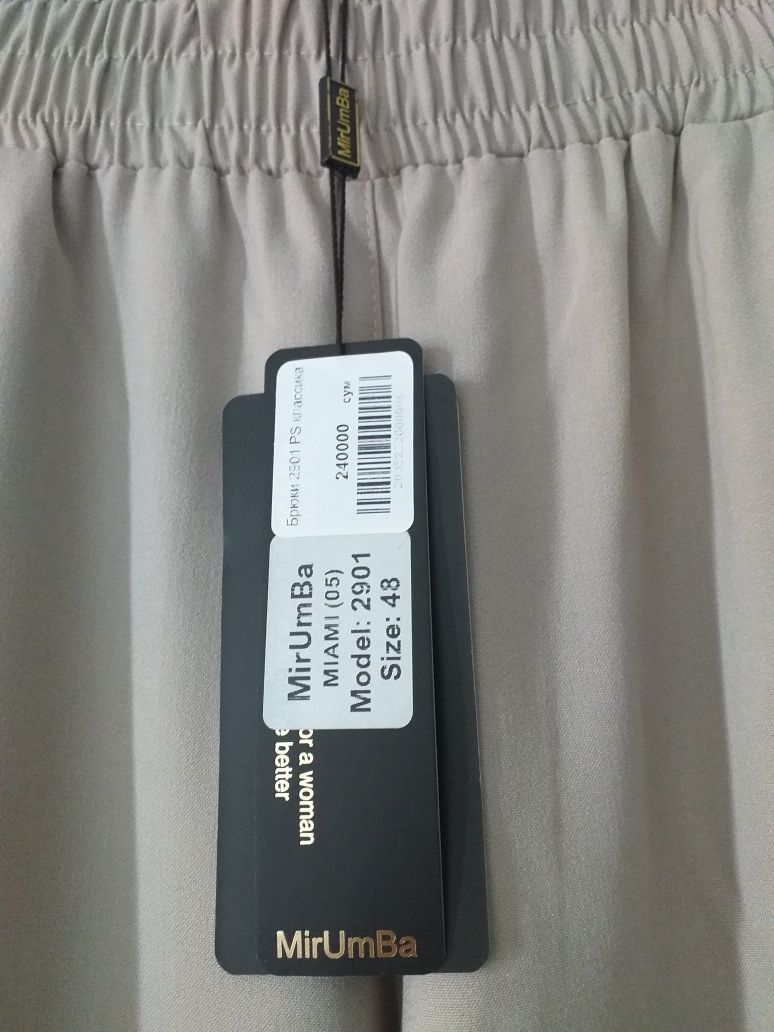 MirUmBa
Брюки 2901 PS классика
240000 сум
MirUmBa
MIAMI (05)
Model: 2901
Size: 48
or a woman
better
MirUmBa